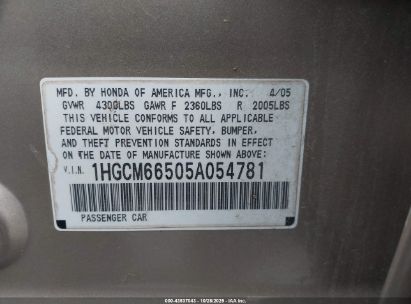 MFD. BY HONDA OF AMERICA MFG., INC. 4/05
GVWR 4300LBS GAWR F 2360LBS R 2005LBS
THIS VEHICLE CONFORMS TO ALL APPLICABLE
FEDERAL MOTOR VEHICLE SAFETY, BUMPER,
AND THEFT PREVENTION STANDARDS IN EFFECT
ON THE DATE OF MANUFACTURE SHOWN ABOVE:
V.I.N. 1HGCM66505A054781
PASSENGER CAR